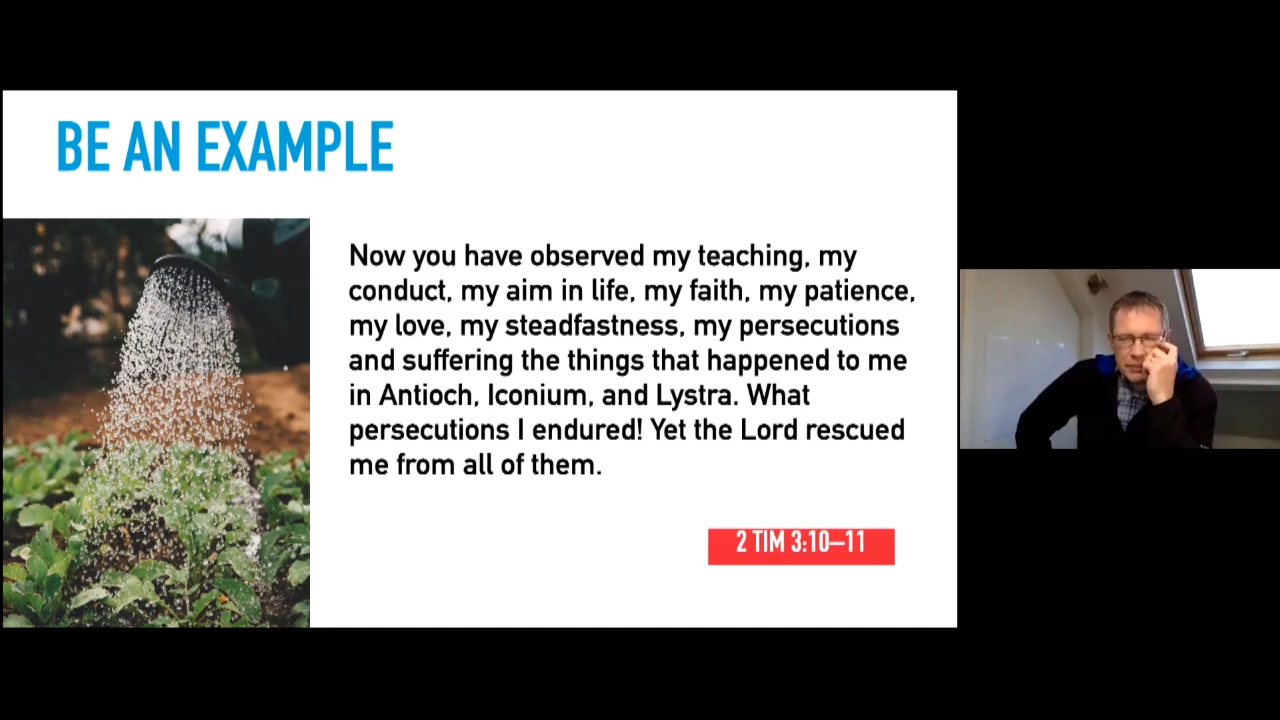 BE AN EXAMPLE
Now you have observed my teaching, my
conduct, my aim in life, my faith, my patience,
my love, my steadfastness, my persecutions
and suffering the things that happened to me
in Antioch, Iconium, and Lystra. What
persecutions I endured! Yet the Lord rescued
me from all of them.
2 TIM 3:10–11